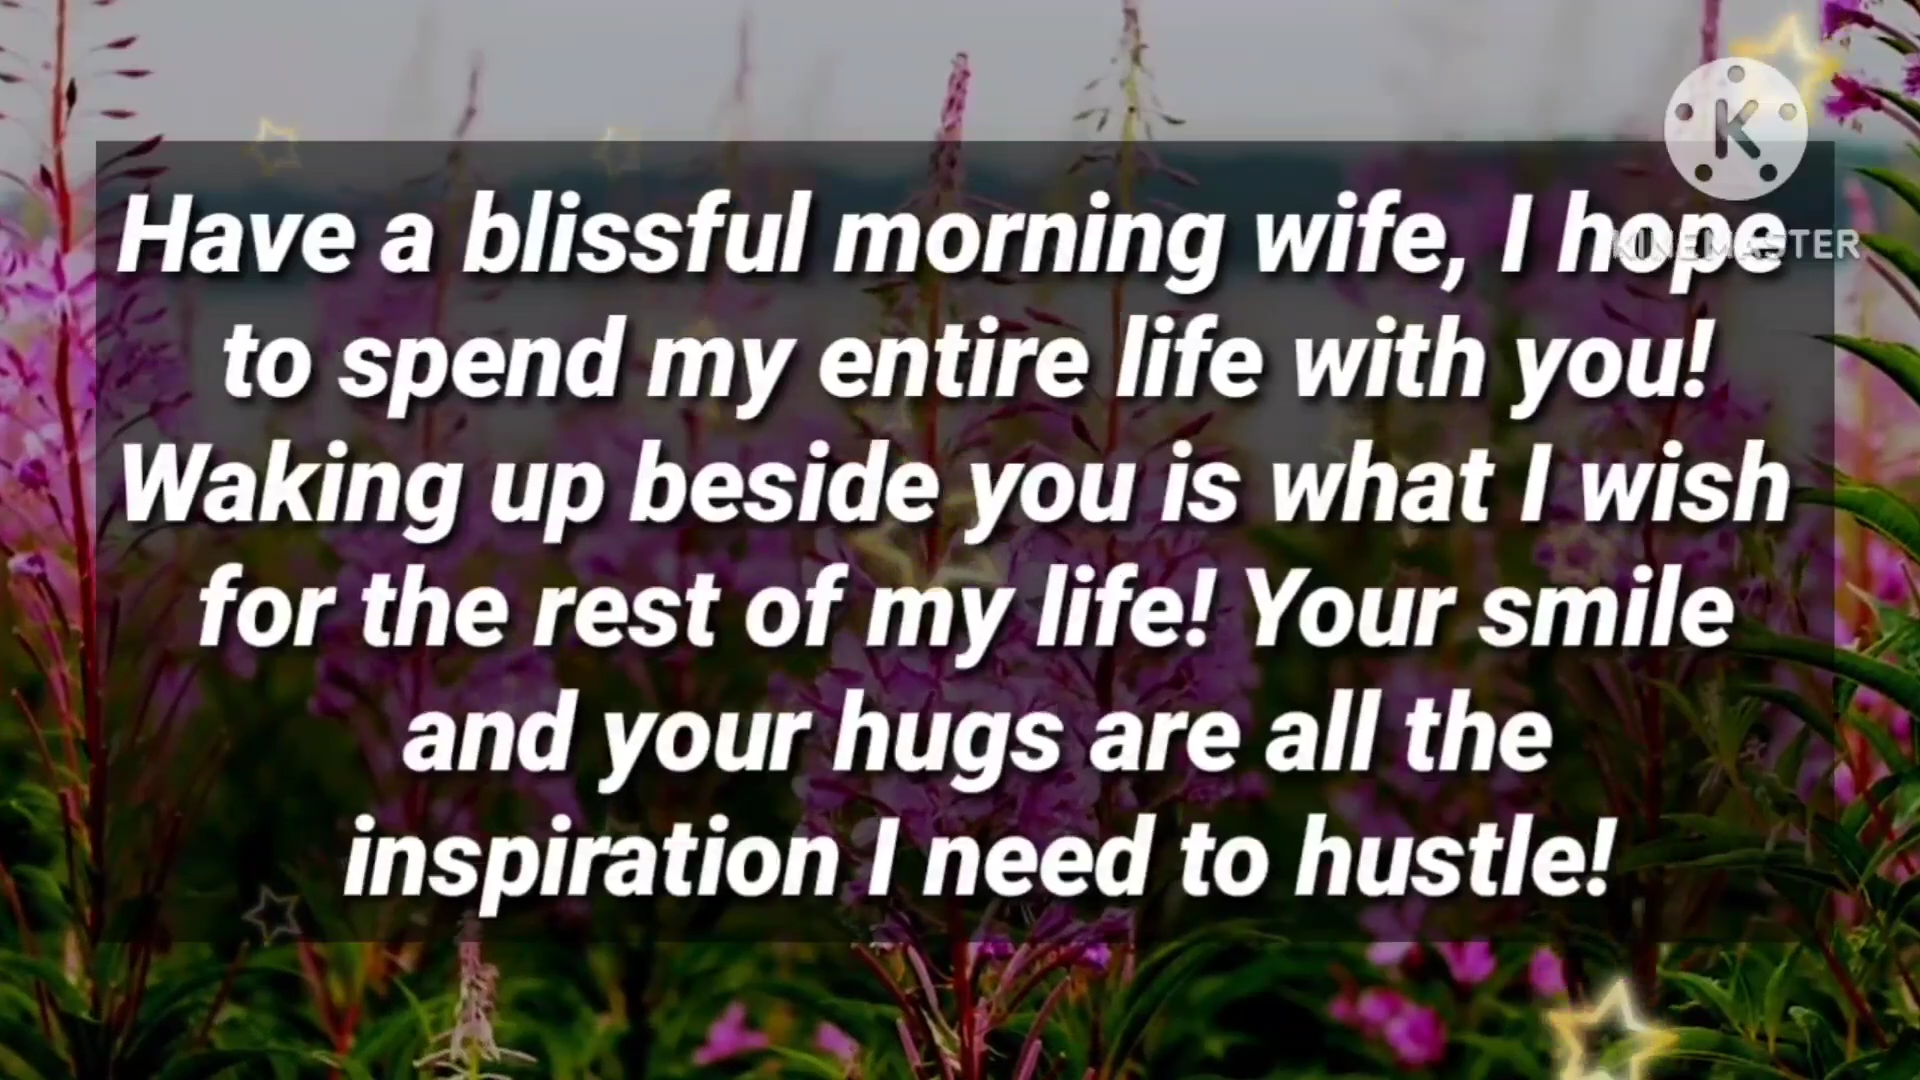 Have a blissful morning wife, I hope
KINEMASTER
to spend my entire life with you!
Waking up beside you is what I wish
for the rest of my life! Your smile
and your hugs are all the
inspiration I need to hustle!